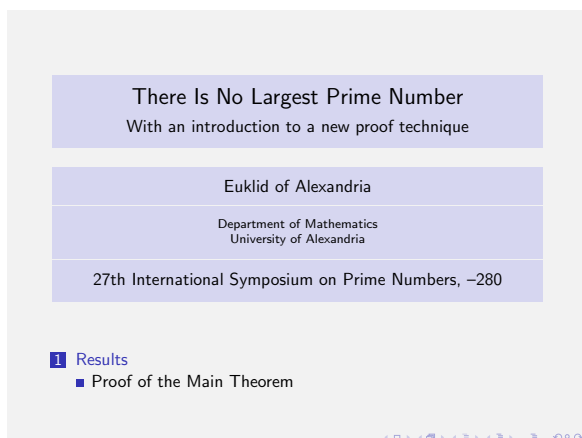 There Is No Largest Prime Number
With an introduction to a new proof technique
Euklid of Alexandria
Department of Mathematics
University of Alexandria
27th International Symposium on Prime Numbers, –280
1 Results
Proof of the Main Theorem